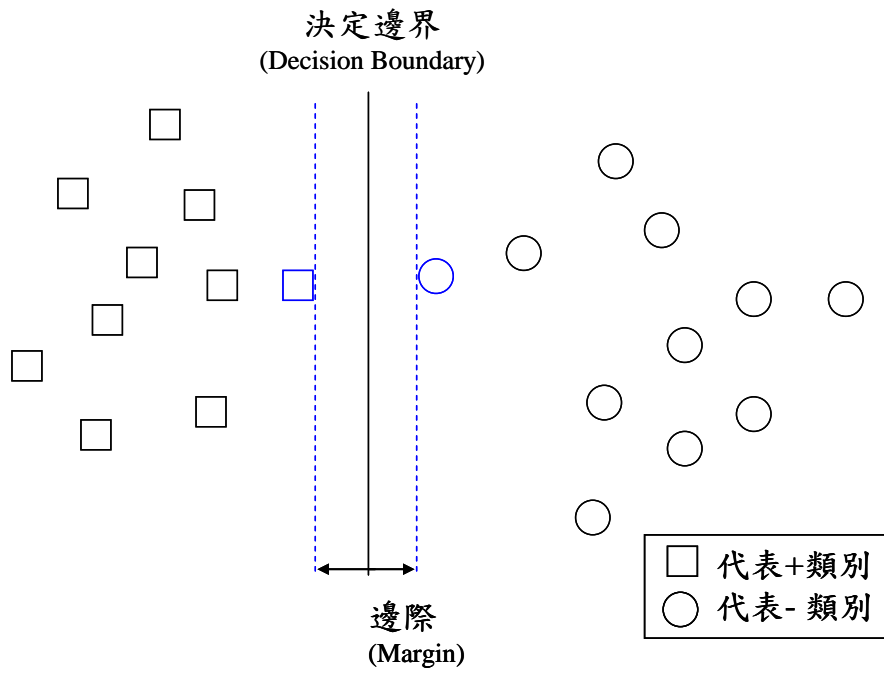 決定邊界
(Decision Boundary)
代表+類別
代表- 類別
邊際
(Margin)